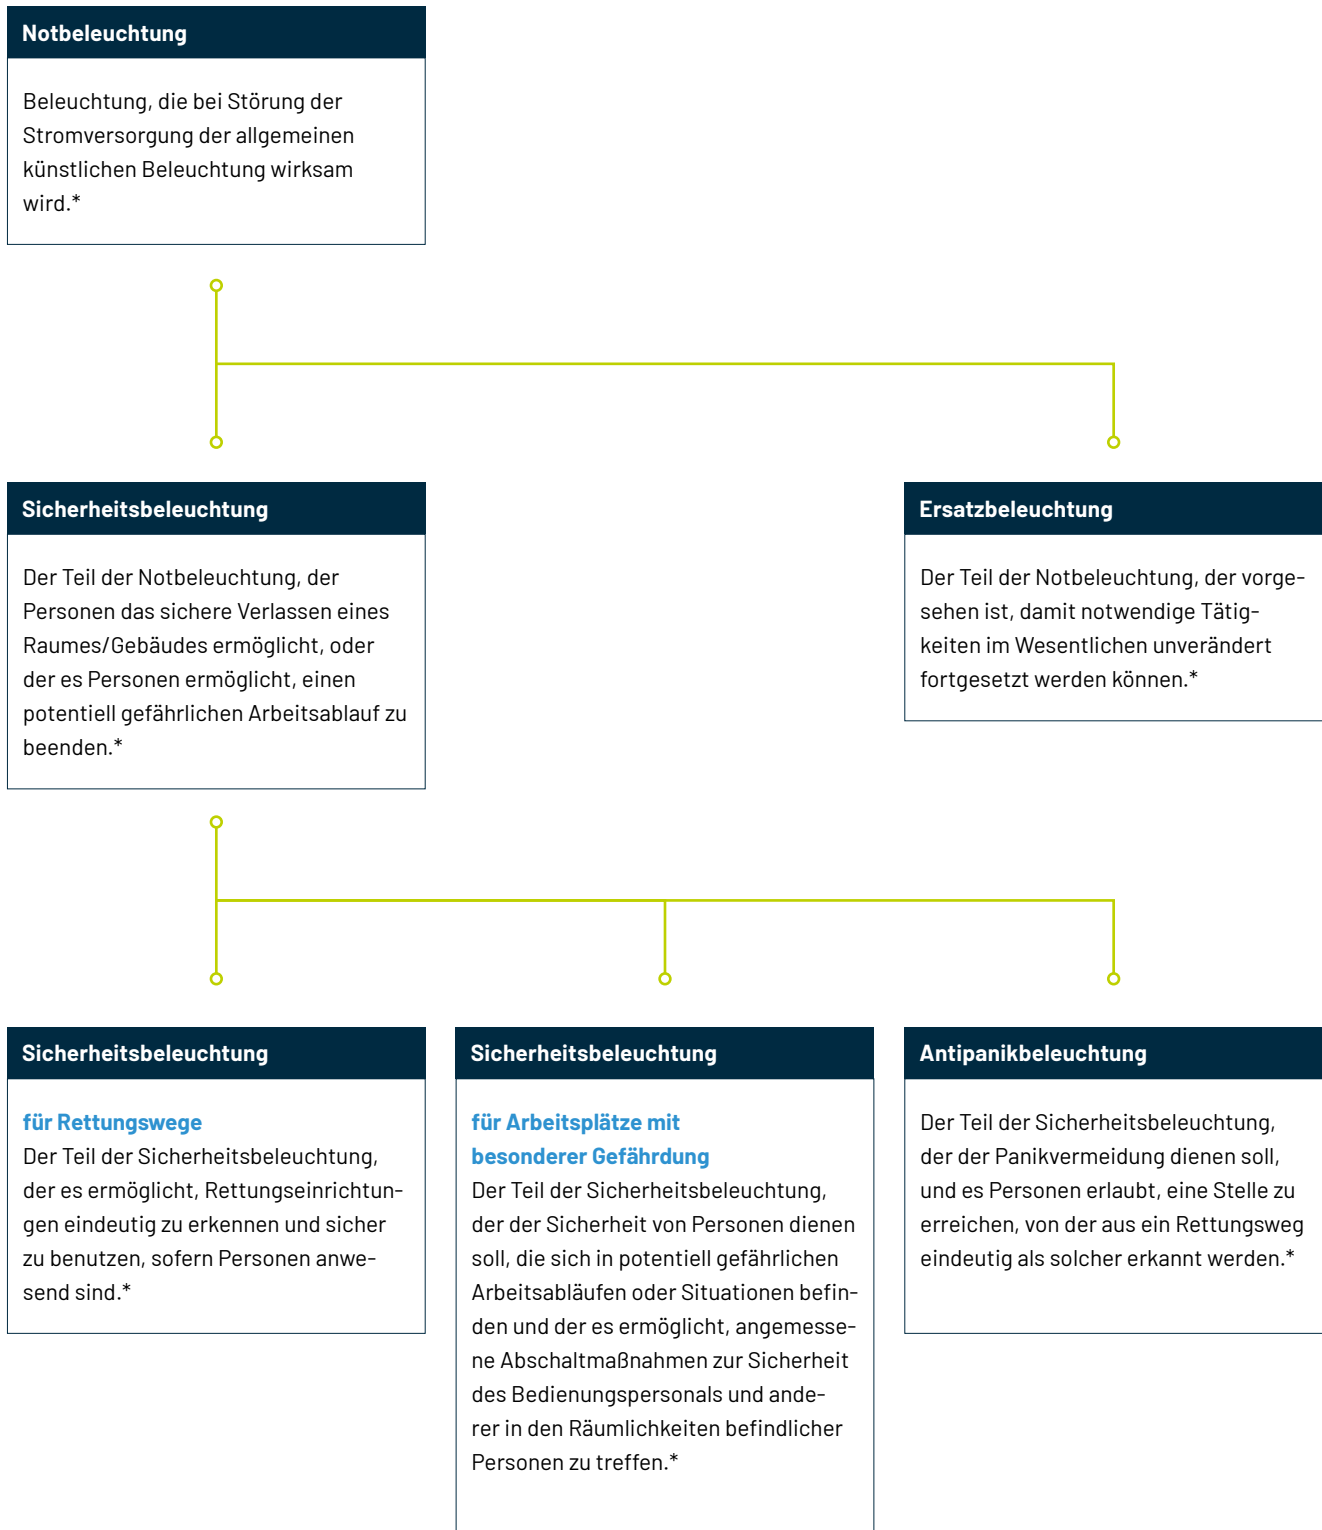 Notbeleuchtung
Beleuchtung, die bei Störung der
Stromversorgung der allgemeinen
künstlichen Beleuchtung wirksam
wird.*
Sicherheitsbeleuchtung
Der Teil der Notbeleuchtung, der
Personen das sichere Verlassen eines
Raumes/Gebäudes ermöglicht, oder
der es Personen ermöglicht, einen
potentiell gefährlichen Arbeitsablauf zu
beenden.*
Ersatzbeleuchtung
Der Teil der Notbeleuchtung, der vorge-
sehen ist, damit notwendige Tätig-
keiten im Wesentlichen unverändert
fortgesetzt werden können.*
Sicherheitsbeleuchtung
für Rettungswege
Der Teil der Sicherheitsbeleuchtung,
der es ermöglicht, Rettungseinrichtun-
gen eindeutig zu erkennen und sicher
zu benutzen, sofern Personen anwe-
send sind.*
Sicherheitsbeleuchtung
für Arbeitsplätze mit
besonderer Gefährdung
Der Teil der Sicherheitsbeleuchtung,
der der Sicherheit von Personen dienen
soll, die sich in potentiell gefährlichen
Arbeitsabläufen oder Situationen befin-
den und der es ermöglicht, angemesse-
ne Abschaltmaßnahmen zur Sicherheit
des Bedienungspersonals und ande-
rer in den Räumlichkeiten befindlicher
Personen zu treffen.*
Antipanikbeleuchtung
Der Teil der Sicherheitsbeleuchtung,
der der Panikvermeidung dienen soll,
und es Personen erlaubt, eine Stelle zu
erreichen, von der aus ein Rettungsweg
eindeutig als solcher erkannt werden.*